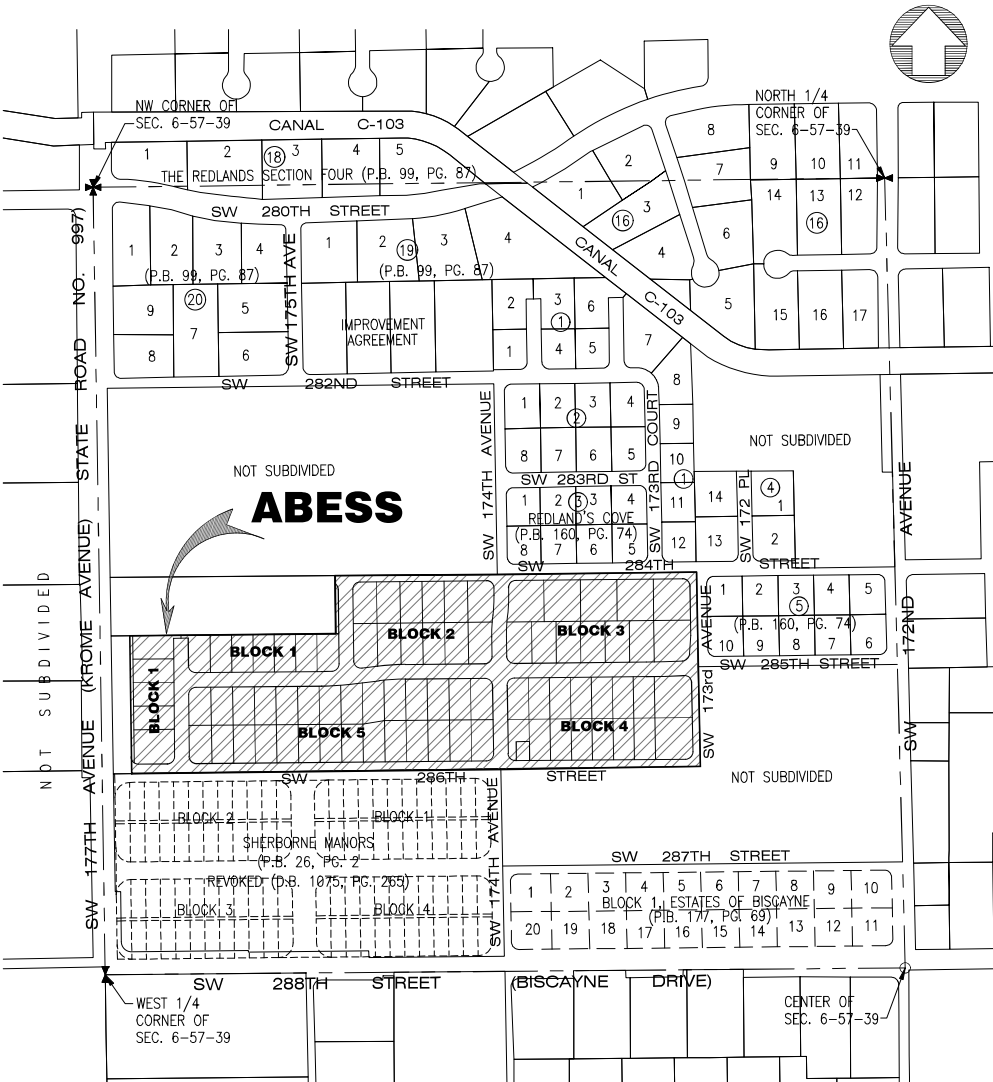 NORTH 1/4
CORNER OF
SEC. 6-57-39
NW CORNER OF
SEC. 6-57-39
CANAL C-103
1 2 18 3 4 5
THE REDLANDS SECTION FOUR (P.B. 99, PG. 87)
SW 280TH STREET
8
7
6
5
2
1 3
16
4
9 10 11
14 13 12
16
15 16 17
CANAL C-103
1 2 3 4
(P.B. 99, PG. 87)
20
9 5
7
8 6
SW 175TH AVE
1 2 19 3 4
(P.B. 99, PG. 87)
IMPROVEMENT
AGREEMENT
2 3 6
1
1 4 5
7
8
9
10
1
11
12
SW 282ND STREET
1 2 3 4
2
8 7 6 5
SW 283RD ST
1 2 3 3 4
REDLAND'S COVE
(P.B. 160, PG. 74)
8 7 6 5
SW 284TH STREET
SW 174TH AVENUE
SW 173RD COURT
14
13
SW 172 PL
4
1
2
NOT SUBDIVIDED
NOT SUBDIVIDED
ABESS
1 2 3 4 5
5
(P.B. 160, PG. 74)
10 9 8 7 6
SW 285TH STREET
SW 173rd AVENUE
SW 172ND AVENUE
BLOCK 1
BLOCK 1
BLOCK 2
BLOCK 3
BLOCK 5
BLOCK 4
NOT SUBDIVIDED
SW 177TH AVENUE (KROME AVENUE) STATE ROAD NO. 997)
SW 286TH STREET
NOT SUBDIVIDED
BLOCK 2 BLOCK 1
SHERBORNE MANORS
(P.B. 26, PG. 2
REVOKED (D.B. 1075, PG. 265)
BLOCK 3 BLOCK 4
SW 174TH AVENUE
SW 287TH STREET
1 2 3 4 5 6 7 8 9 10
BLOCK 1, ESTATES OF BISCAYNE
(P.B. 177, PG. 69)
20 19 18 17 16 15 14 13 12 11
SW 288TH STREET (BISCAYNE DRIVE)
WEST 1/4
CORNER OF
SEC. 6-57-39
CENTER OF
SEC. 6-57-39